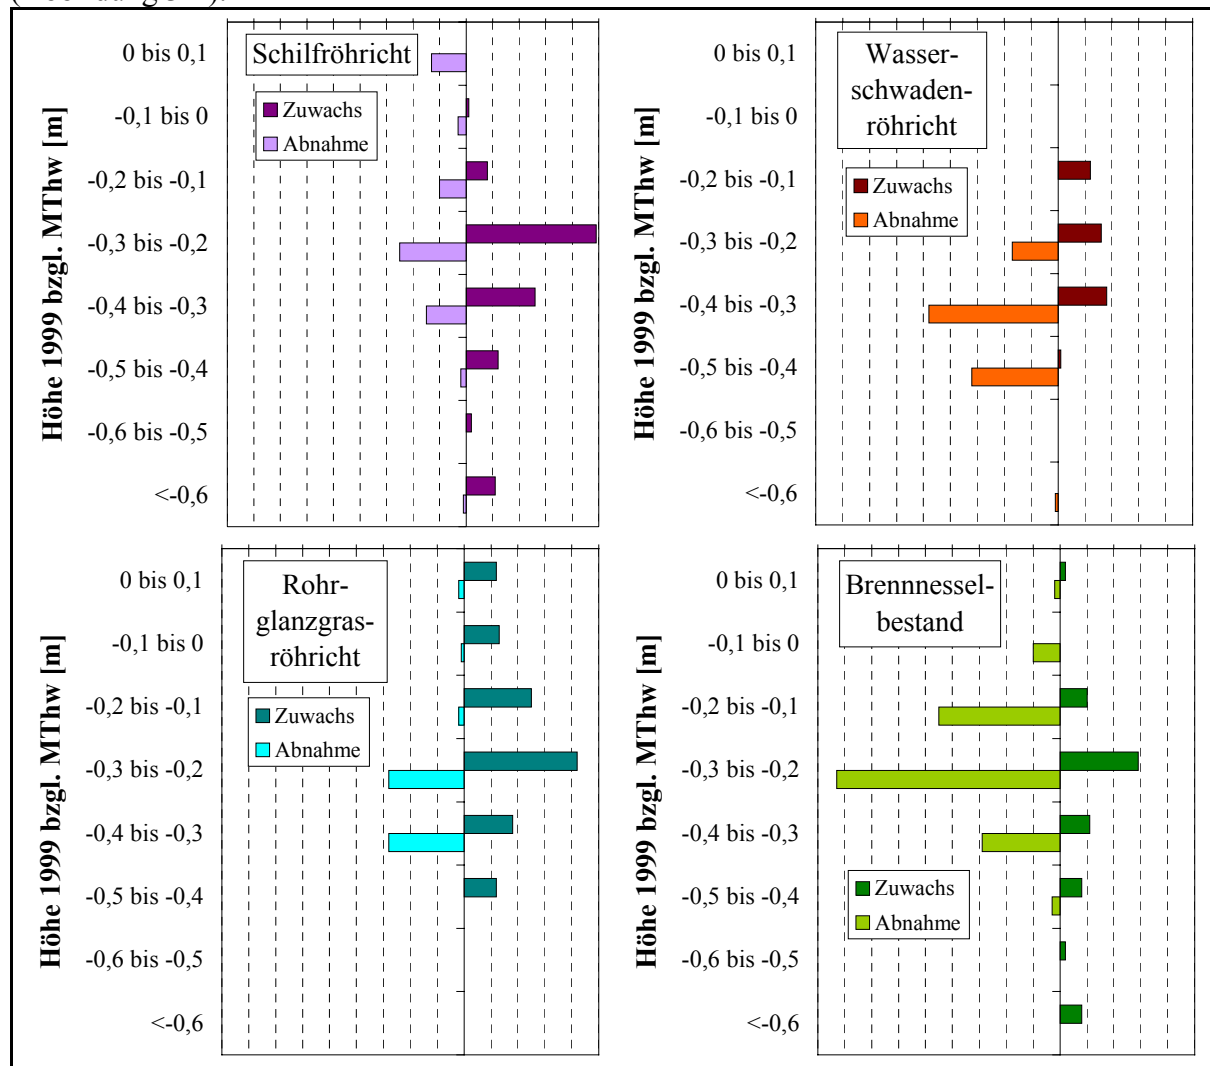 Schilfröhricht
Zuwachs
Abnahme
Höhe 1999 bzgl. MThw [m]
0 bis 0,1
-0,1 bis 0
-0,2 bis -0,1
-0,3 bis -0,2
-0,4 bis -0,3
-0,5 bis -0,4
-0,6 bis -0,5
<-0,6
Wasser-
schwaden-
röhricht
Zuwachs
Abnahme
Höhe 1999 bzgl. MThw [m]
0 bis 0,1
-0,1 bis 0
-0,2 bis -0,1
-0,3 bis -0,2
-0,4 bis -0,3
-0,5 bis -0,4
-0,6 bis -0,5
<-0,6
Rohr-
glanzgras-
röhricht
Zuwachs
Abnahme
Höhe 1999 bzgl. MThw [m]
0 bis 0,1
-0,1 bis 0
-0,2 bis -0,1
-0,3 bis -0,2
-0,4 bis -0,3
-0,5 bis -0,4
-0,6 bis -0,5
<-0,6
Brennnessel-
bestand
Zuwachs
Abnahme
Höhe 1999 bzgl. MThw [m]
0 bis 0,1
-0,1 bis 0
-0,2 bis -0,1
-0,3 bis -0,2
-0,4 bis -0,3
-0,5 bis -0,4
-0,6 bis -0,5
<-0,6